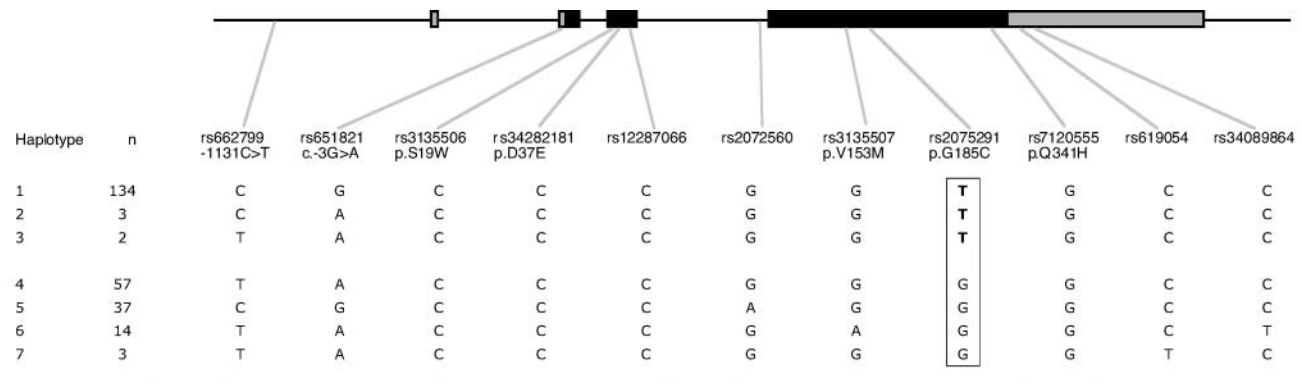 rs662799 rs651821 rs3135506 rs34282181 rs12287066 rs2072560 rs3135507 rs2075291 rs7120555 rs619054 rs34089864
Haplotype n
-1131C>T c.-3G>A p.S19W p.D37E p.V153M p.G185C p.Q341H
1 134 C G C C C G G T G C C
2 3 C A C C C G G T G C C
3 2 T A C C C G G T G C C
4 57 T A C C C G G G G C C
5 37 C G C C C A G G G C C
6 14 T A C C C G A G G C T
7 3 T A C C C G G G G T C